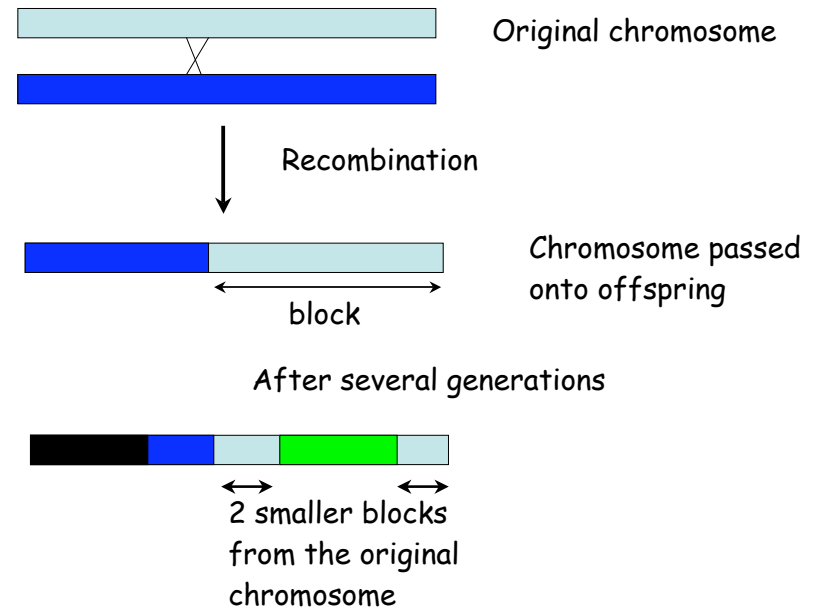 Original chromosome
Recombination
Chromosome passed
onto offspring
block
After several generations
2 smaller blocks
from the original
chromosome